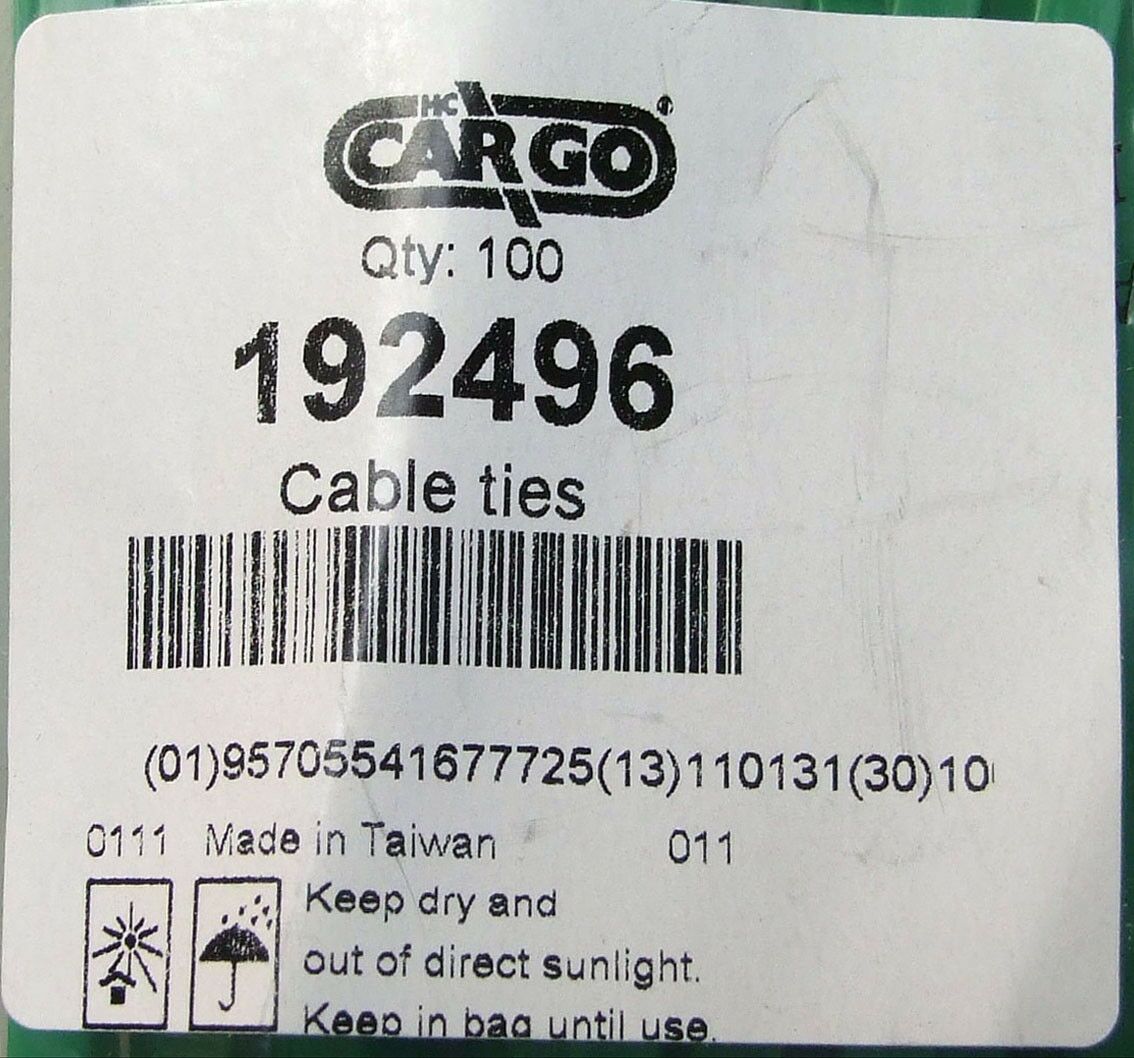 HC
CARGO®
Qty: 100
192496
Cable ties
(01)95705541677725(13)110131(30)10
0111 Made in Taiwan 011
Keep dry and
out of direct sunlight.
Keep in bag until use.